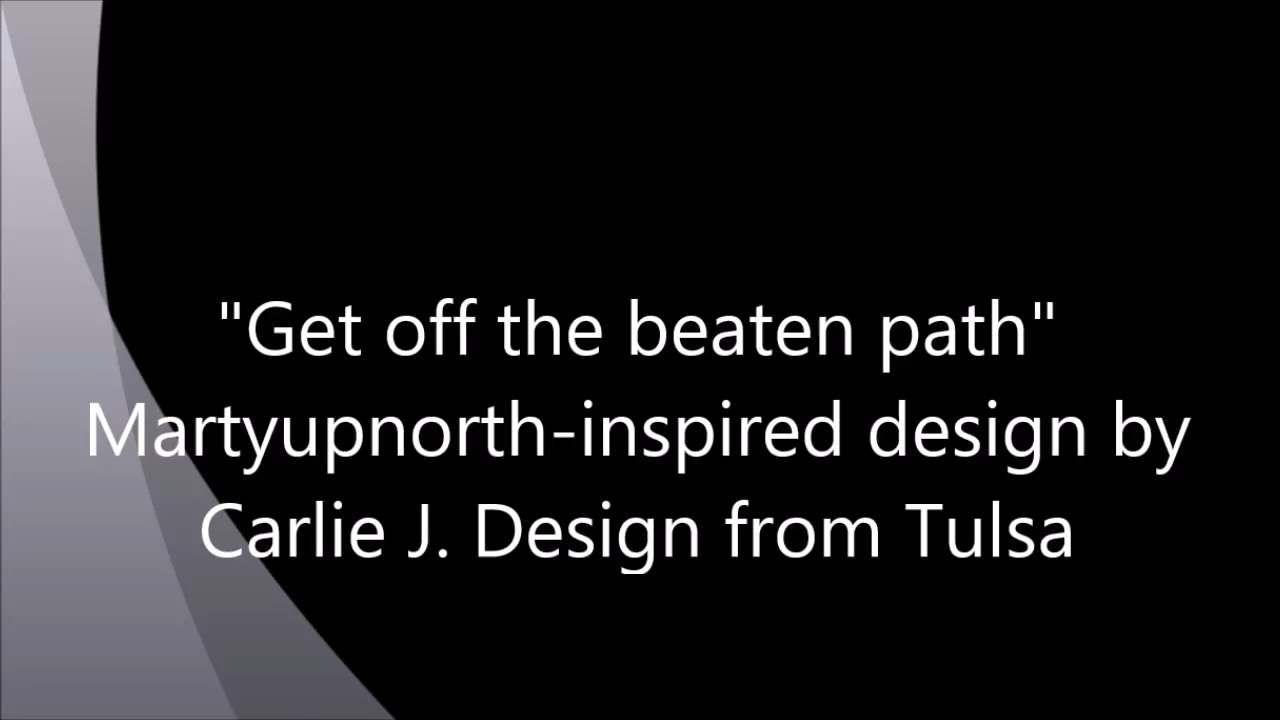 "Get off the beaten path"
Martyupnorth-inspired design by
Carlie J. Design from Tulsa